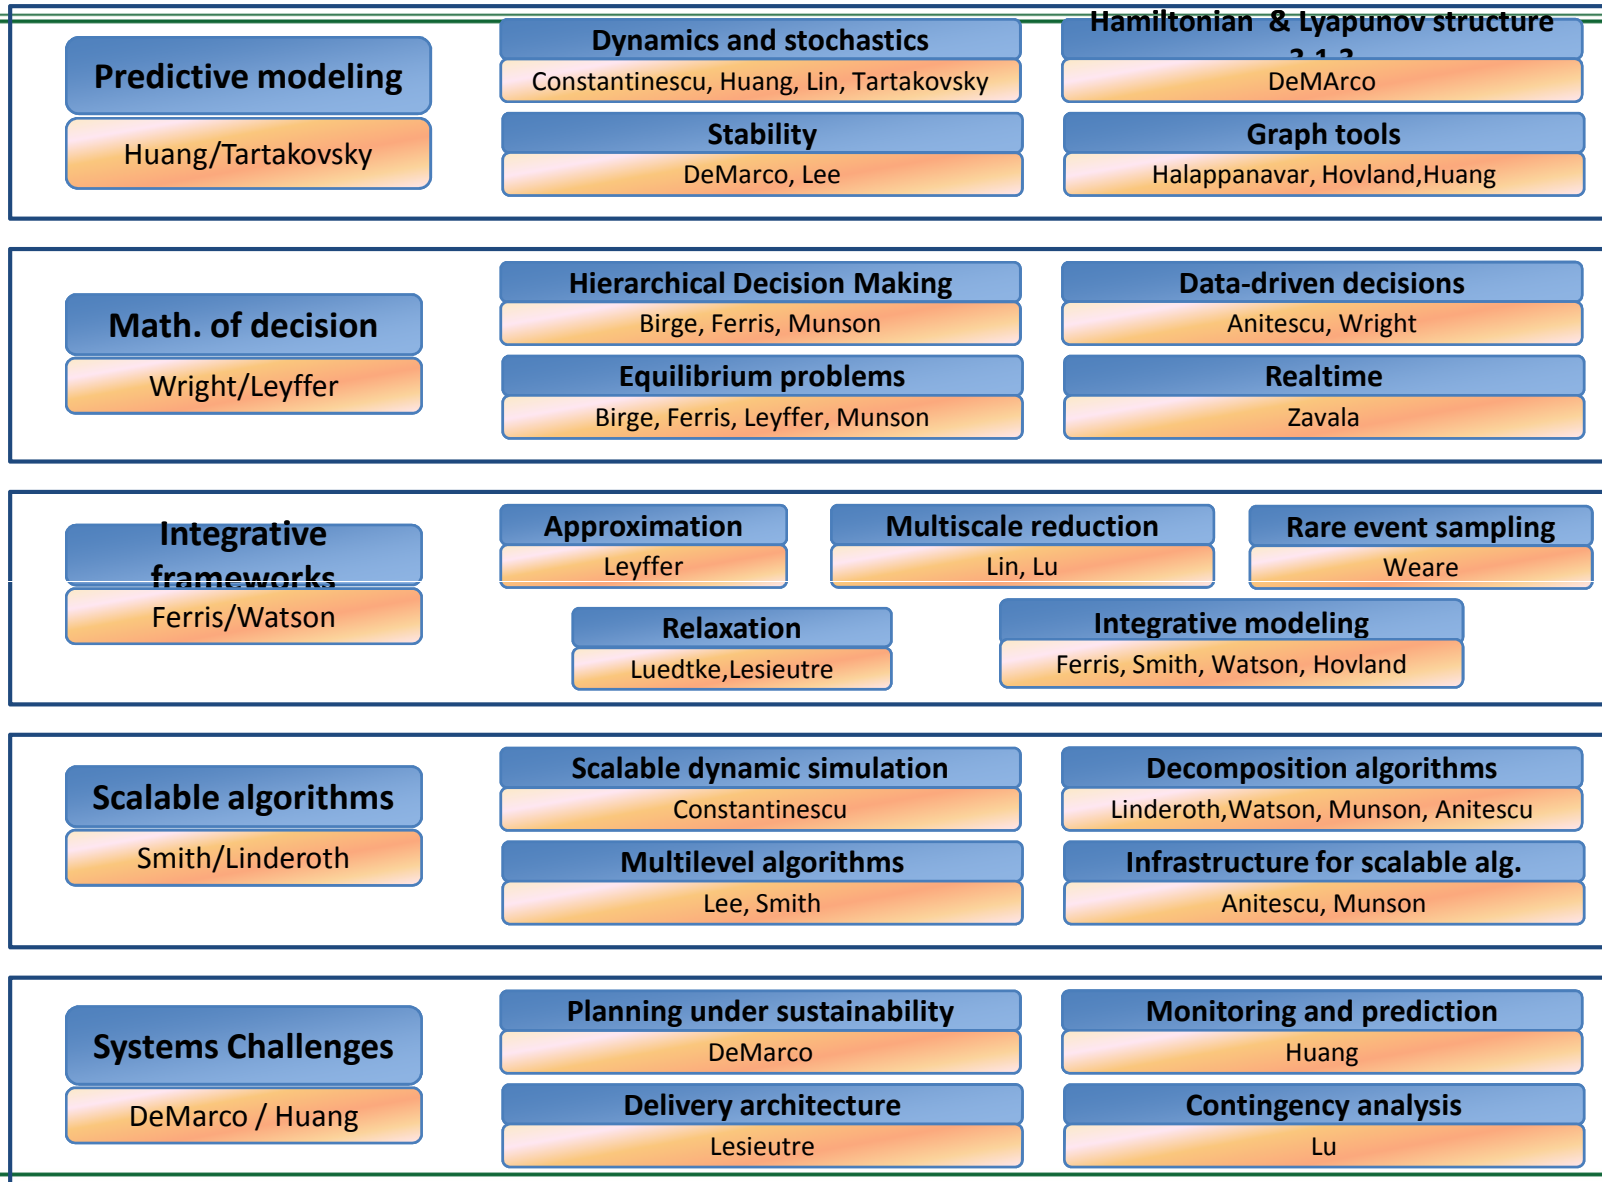 Predictive modeling
Huang/Tartakovsky
Dynamics and stochastics
Constantinescu, Huang, Lin, Tartakovsky
Hamiltonian & Lyapunov structure
3.1.3
DeMArco
Stability
DeMarco, Lee
Graph tools
Halappanavar, Hovland,Huang
Math. of decision
Wright/Leyffer
Hierarchical Decision Making
Birge, Ferris, Munson
Data-driven decisions
Anitescu, Wright
Equilibrium problems
Birge, Ferris, Leyffer, Munson
Realtime
Zavala
Integrative
frameworks
Ferris/Watson
Approximation
Leyffer
Multiscale reduction
Lin, Lu
Rare event sampling
Weare
Relaxation
Luedtke,Lesieutre
Integrative modeling
Ferris, Smith, Watson, Hovland
Scalable algorithms
Smith/Linderoth
Scalable dynamic simulation
Constantinescu
Decomposition algorithms
Linderoth,Watson, Munson, Anitescu
Multilevel algorithms
Lee, Smith
Infrastructure for scalable alg.
Anitescu, Munson
Systems Challenges
DeMarco / Huang
Planning under sustainability
DeMarco
Monitoring and prediction
Huang
Delivery architecture
Lesieutre
Contingency analysis
Lu